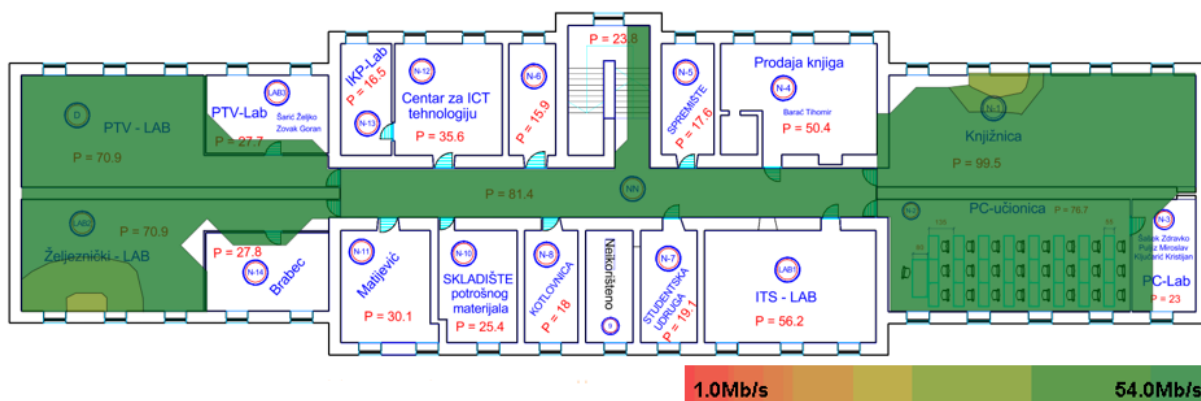 P = 23.8
IKP-Lab
P = 16.5
N-13
N-12
Centar za ICT
tehnologiju
P = 35.6
N-6
P = 15.9
N-5
SPREMIŠTE
P = 17.6
Prodaja knjiga
N-4
Barać Tihomir
P = 50.4
D
PTV - LAB
P = 70.9
LAB3
PTV-Lab
Šarić Željko
Zovak Goran
P = 27.7
N-1
Knjižnica
P = 99.5
P = 81.4
NN
LAB2
P = 70.9
Željeznički - LAB
P = 27.8
N-14
Brabec
N-11
Matijević
P = 30.1
N-10
SKLADIŠTE
potrošnog
materijala
P = 25.4
N-8
KOTLOVNICA
P = 18
Neiskorišteno
9
N-7
STUDENTSKA
UDRUGA
P = 19.1
LAB1
ITS - LAB
P = 56.2
N-2
PC-učionica
P = 76.7
135
55
N-3
Ključarić Kristijan
PC-Lab
P = 23
1.0Mb/s
54.0Mb/s